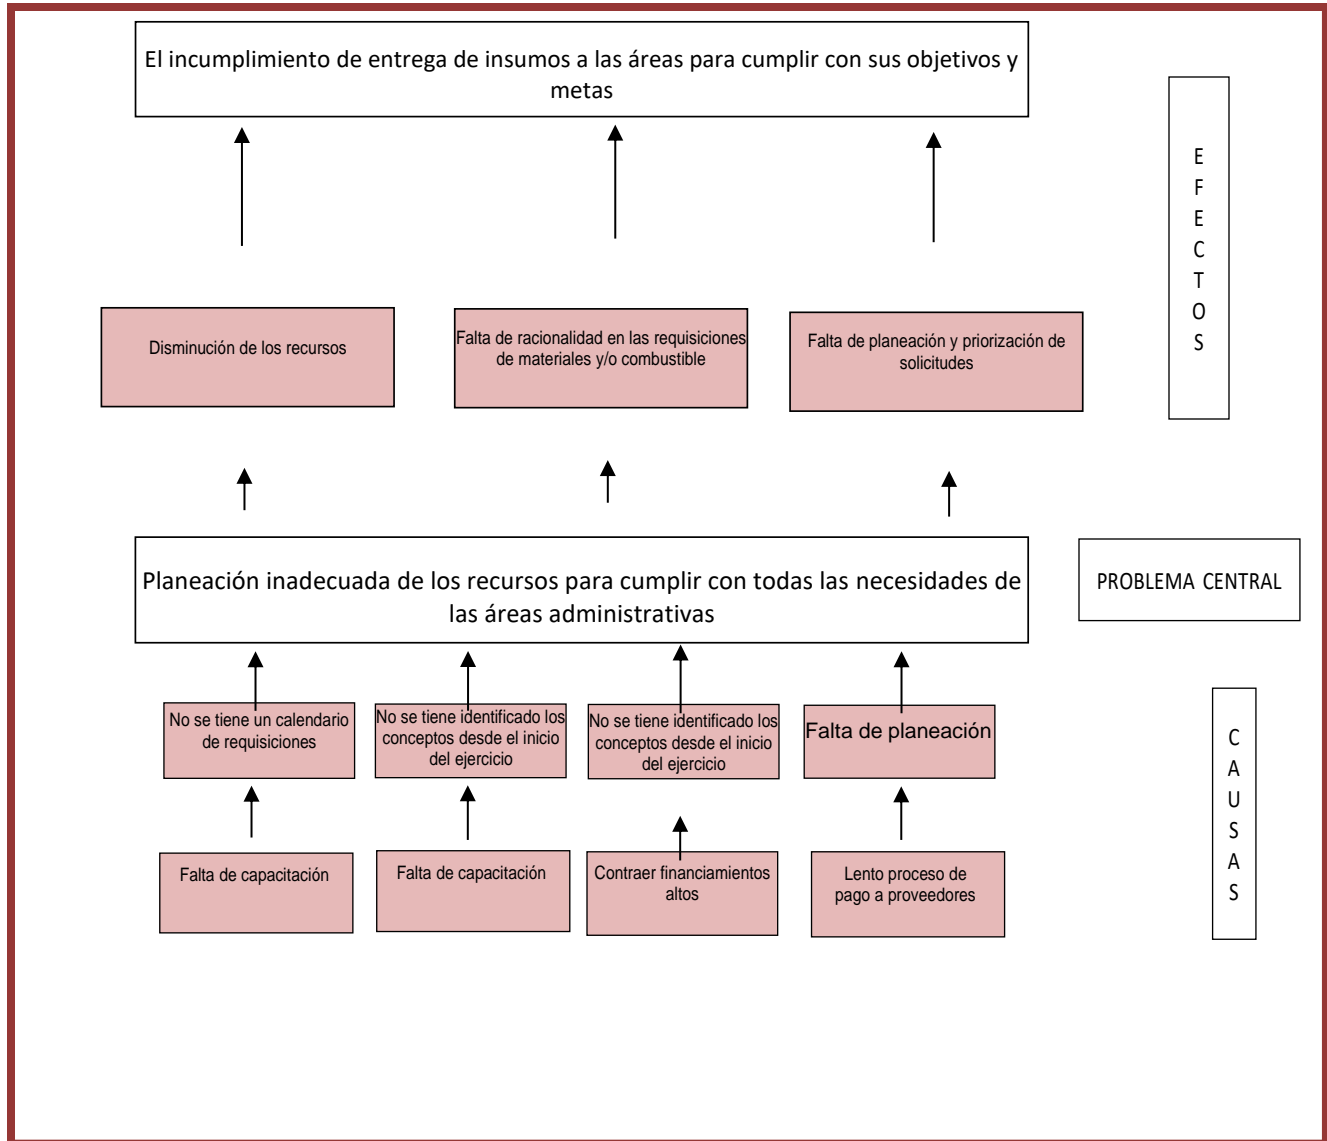 El incumplimiento de entrega de insumos a las áreas para cumplir con sus objetivos y
metas
E
F
E
C
T
O
S
Disminución de los recursos
Falta de racionalidad en las requisiciones
de materiales y/o combustible
Falta de planeación y priorización de
solicitudes
Planeación inadecuada de los recursos para cumplir con todas las necesidades de
las áreas administrativas
PROBLEMA CENTRAL
No se tiene un calendario
de requisiciones
No se tiene identificado los
conceptos desde el inicio
del ejercicio
No se tiene identificado los
conceptos desde el inicio
del ejercicio
Falta de planeación
C
A
U
S
A
S
Falta de capacitación
Falta de capacitación
Contraer financiamientos
altos
Lento proceso de
pago a proveedores